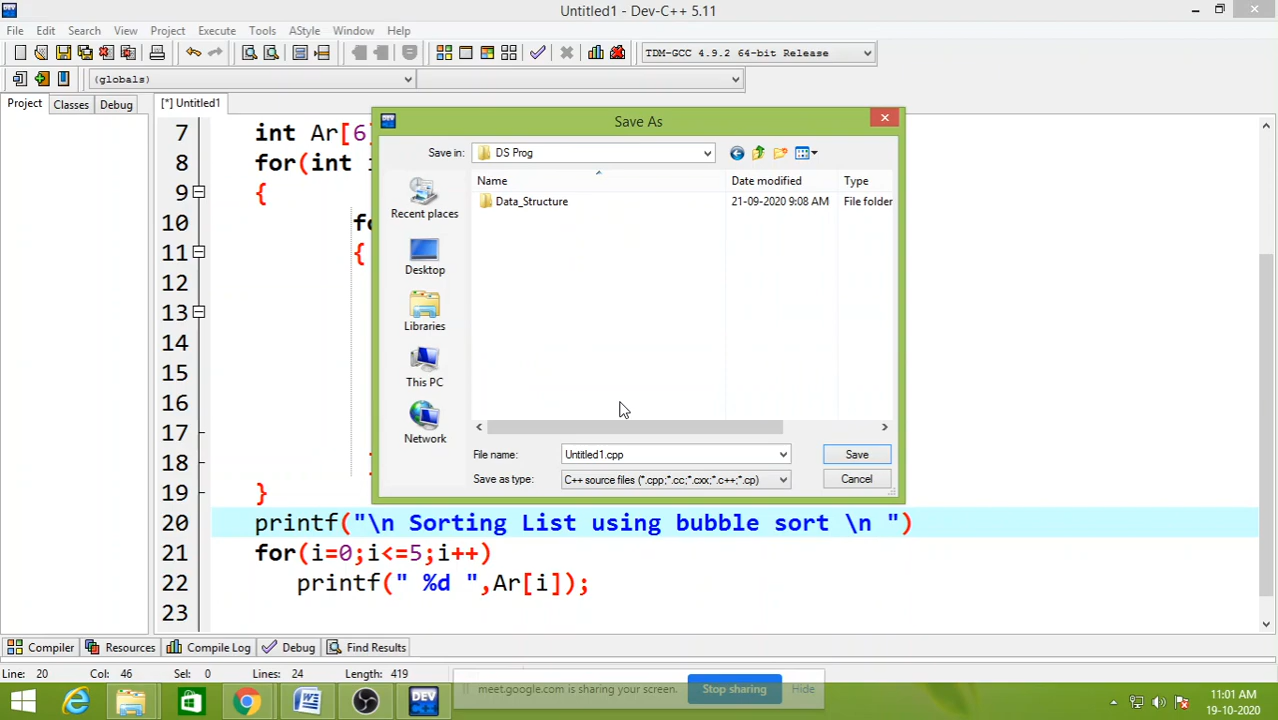 Untitled1 - Dev-C++ 5.11
File Edit Search View Project Execute Tools AStyle Window Help
TDM-GCC 4.9.2 64-bit Release
(globals)
Project Classes Debug [*] Untitled1
7 int Ar[6]
8 for(int i
9 {
10 fo
11 {
12
13
14
15
16
17
18
19 }
20 printf("\n Sorting List using bubble sort \n ")
21 for(i=0;i<=5;i++)
22 printf(" %d ",Ar[i]);
23
Save As
Save in: DS Prog
Name Date modified Type
Data_Structure 21-09-2020 9:08 AM File folder
Recent places
Desktop
Libraries
This PC
Network
File name: Untitled1.cpp Save
Save as type: C++ source files (*.cpp;*.cc;*.cxx;*.c++;*.cp) Cancel
Compiler Resources Compile Log Debug Find Results
Line: 20 Col: 46 Sel: 0 Lines: 24 Length: 419
meet.google.com is sharing your screen. Stop sharing Hide
DEV
11:01 AM
19-10-2020